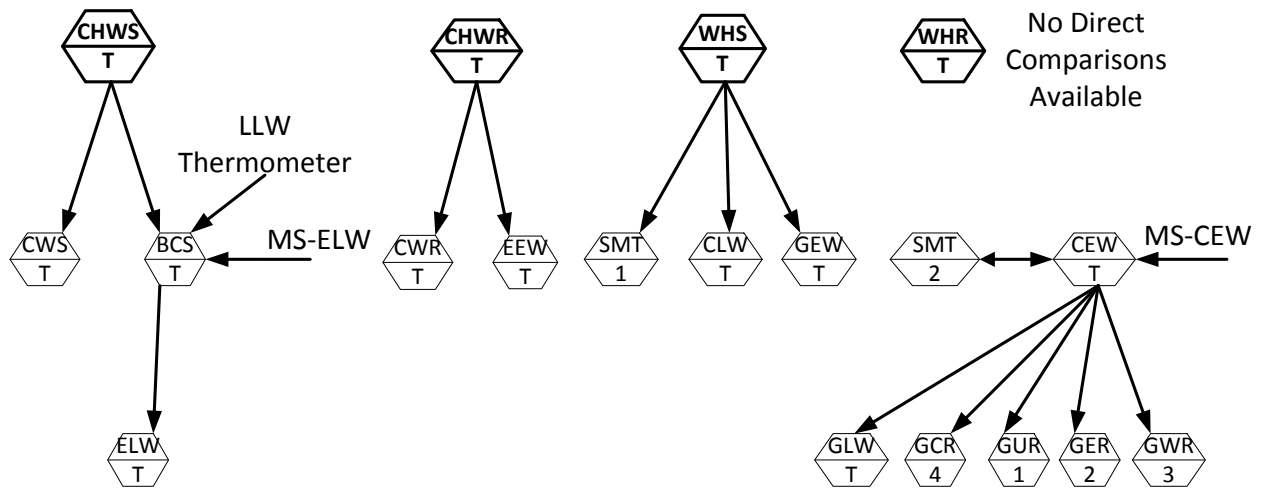 CHWS
T
CHWR
T
WHS
T
WHR
T
No Direct
Comparisons
Available
LLW
Thermometer
CWS
T
BCS
T
MS-ELW
CWR
T
EEW
T
SMT
1
CLW
T
GEW
T
SMT
2
CEW
T
MS-CEW
ELW
T
GLW
T
GCR
4
GUR
1
GER
2
GWR
3